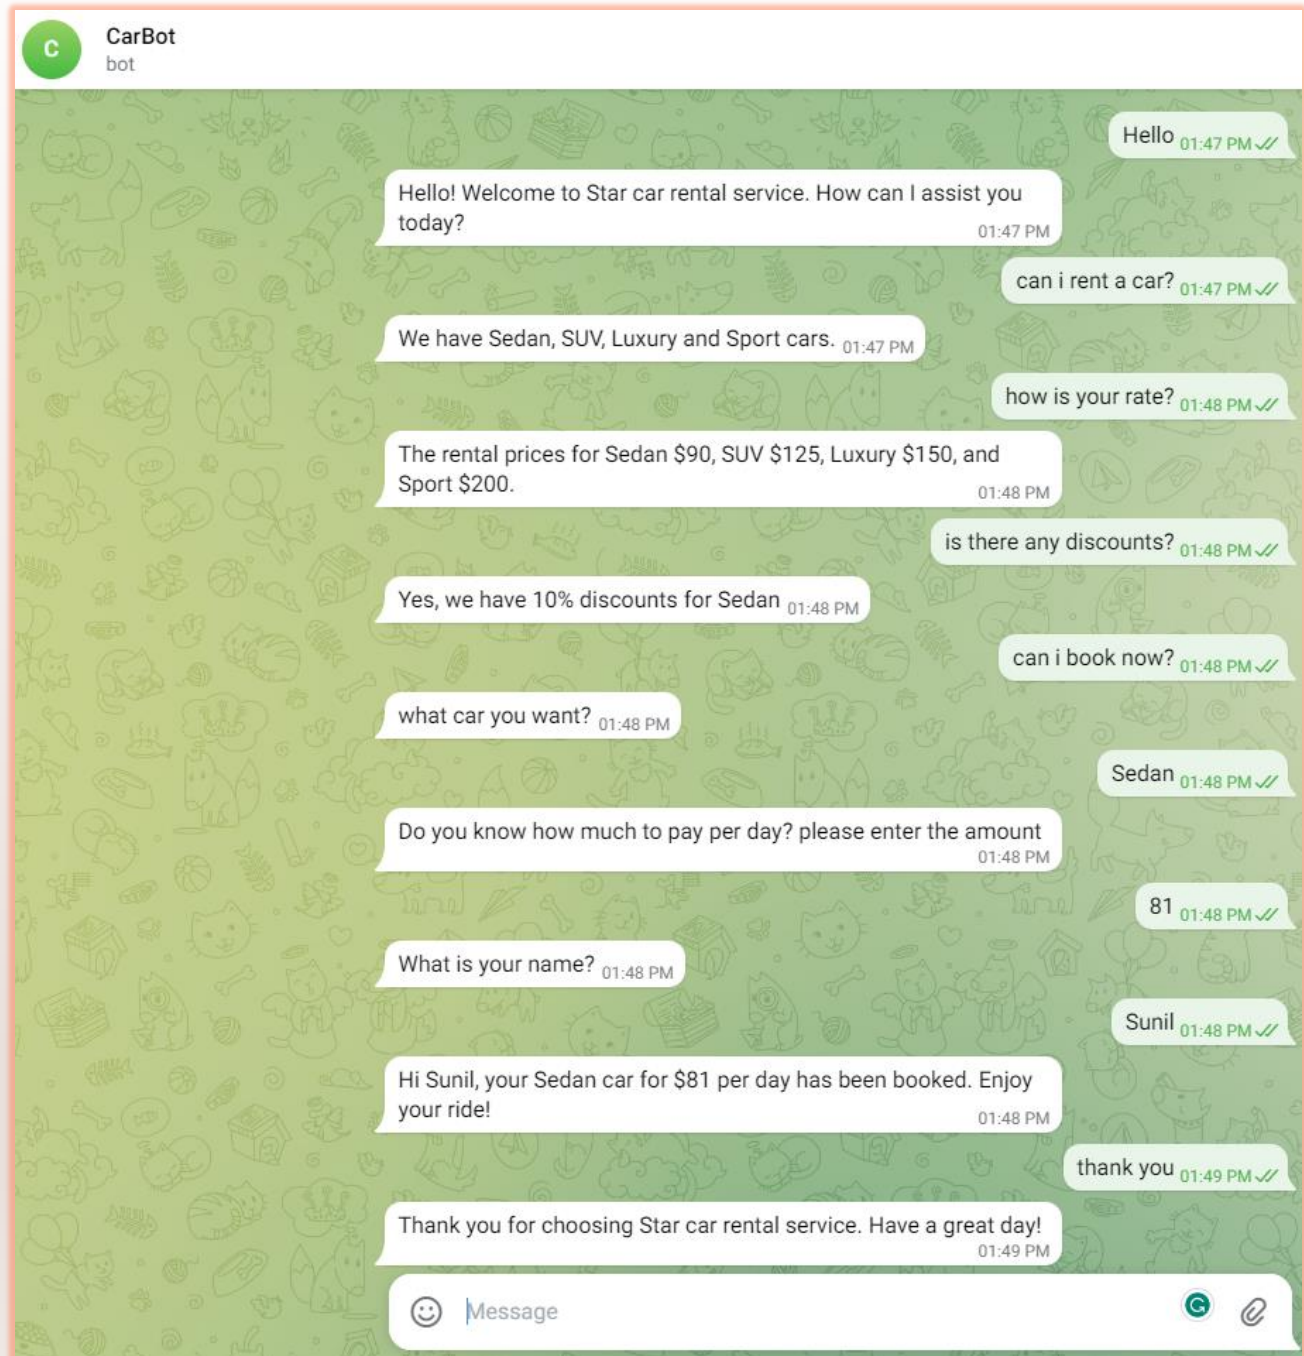 C
CarBot
bot
Hello 01:47 PM
Hello! Welcome to Star car rental service. How can I assist you
today? 01:47 PM
can i rent a car? 01:47 PM
We have Sedan, SUV, Luxury and Sport cars. 01:47 PM
how is your rate? 01:48 PM
The rental prices for Sedan $90, SUV $125, Luxury $150, and
Sport $200. 01:48 PM
is there any discounts? 01:48 PM
Yes, we have 10% discounts for Sedan 01:48 PM
can i book now? 01:48 PM
what car you want? 01:48 PM
Sedan 01:48 PM
Do you know how much to pay per day? please enter the amount
01:48 PM
81 01:48 PM
What is your name? 01:48 PM
Sunil 01:48 PM
Hi Sunil, your Sedan car for $81 per day has been booked. Enjoy
your ride! 01:48 PM
thank you 01:49 PM
Thank you for choosing Star car rental service. Have a great day!
01:49 PM
Message